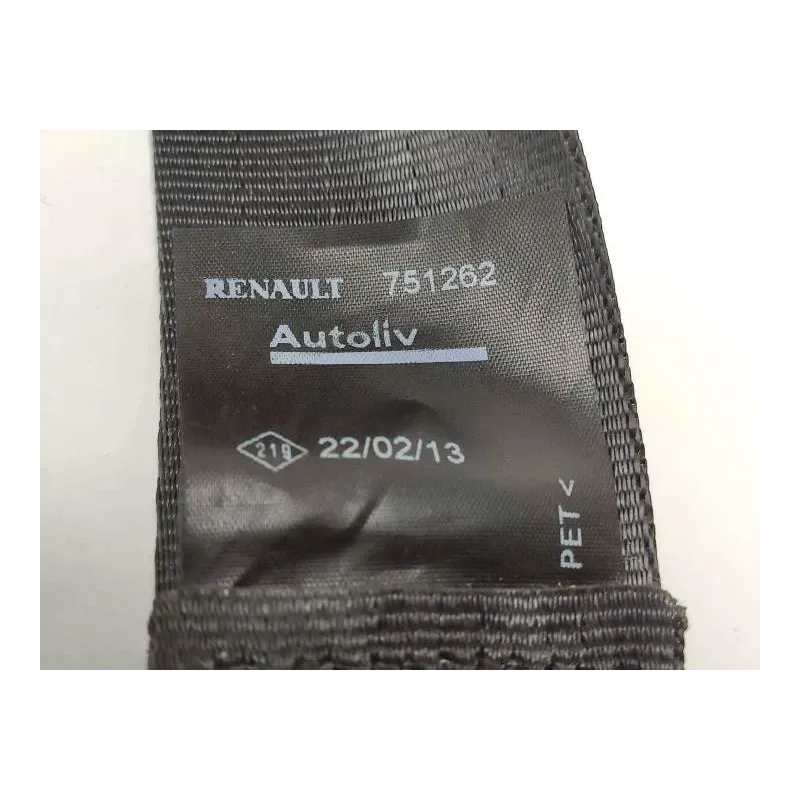 RENAULT 751262
Autoliv
219 22/02/13
PET <